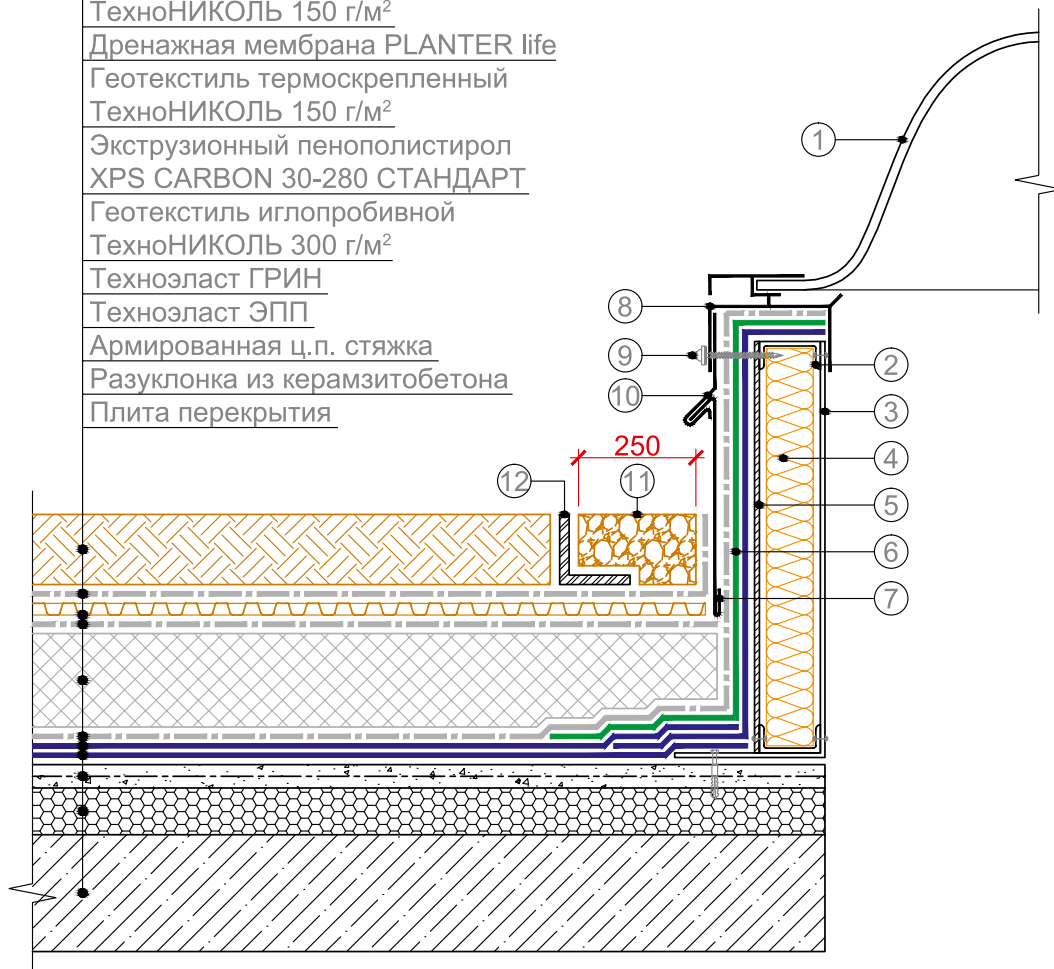 ТехноНИКОЛЬ 150 г/м²
Дренажная мембрана PLANTER life
Геотекстиль термоскрепленный
ТехноНИКОЛЬ 150 г/м²
Экструзионный пенополистирол
XPS CARBON 30-280 СТАНДАРТ
Геотекстиль иглопробивной
ТехноНИКОЛЬ 300 г/м²
Техноэласт ГРИН
Техноэласт ЭПП
Армированная ц.п. стяжка
Разуклонка из керамзитобетона
Плита перекрытия
1
8
9
2
10
3
250
4
12
11
5
6
7